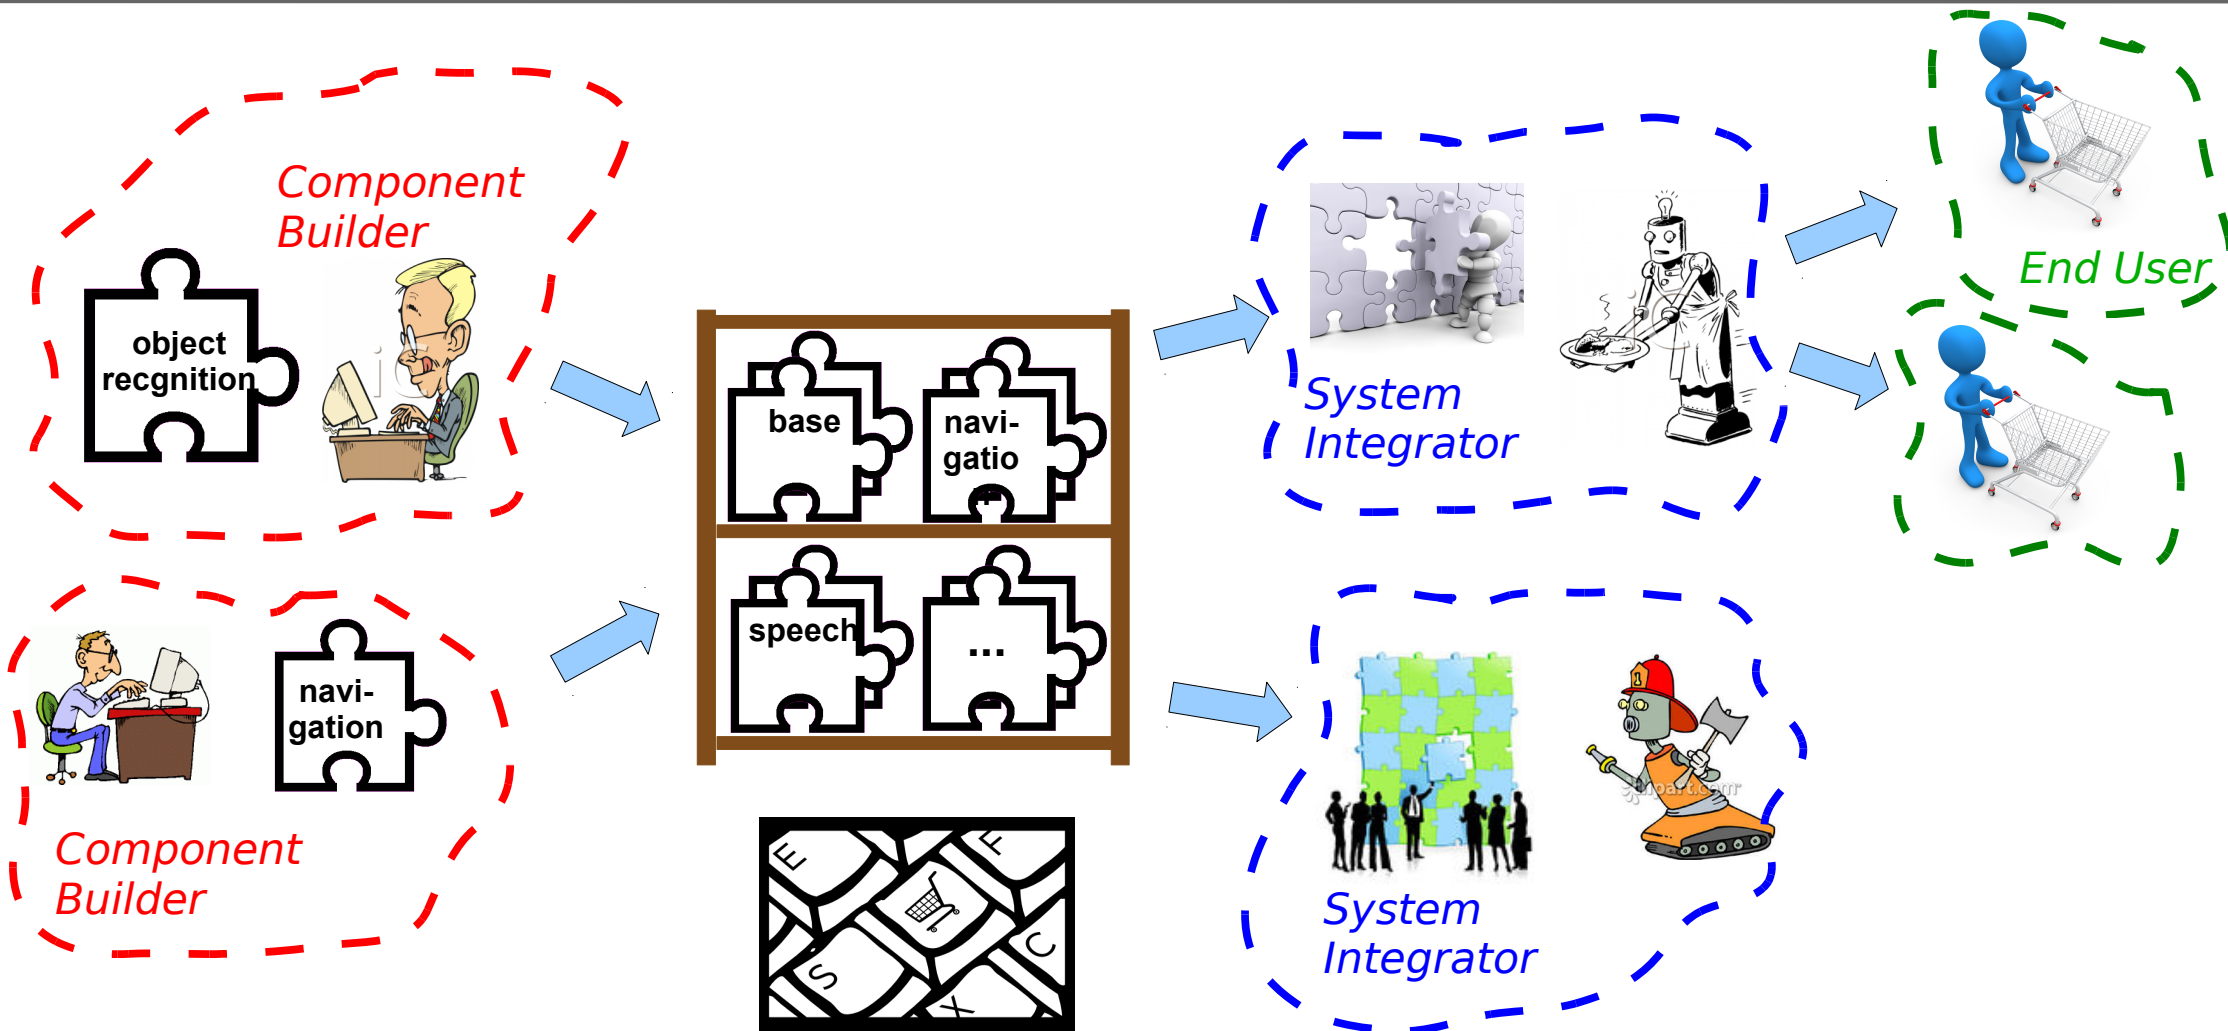 Component
Builder
object
recgnition
Component
Builder
navi-
gation
base
navi-
gatio
speech
...
E
F
S
X
C
System
Integrator
System
Integrator
End User